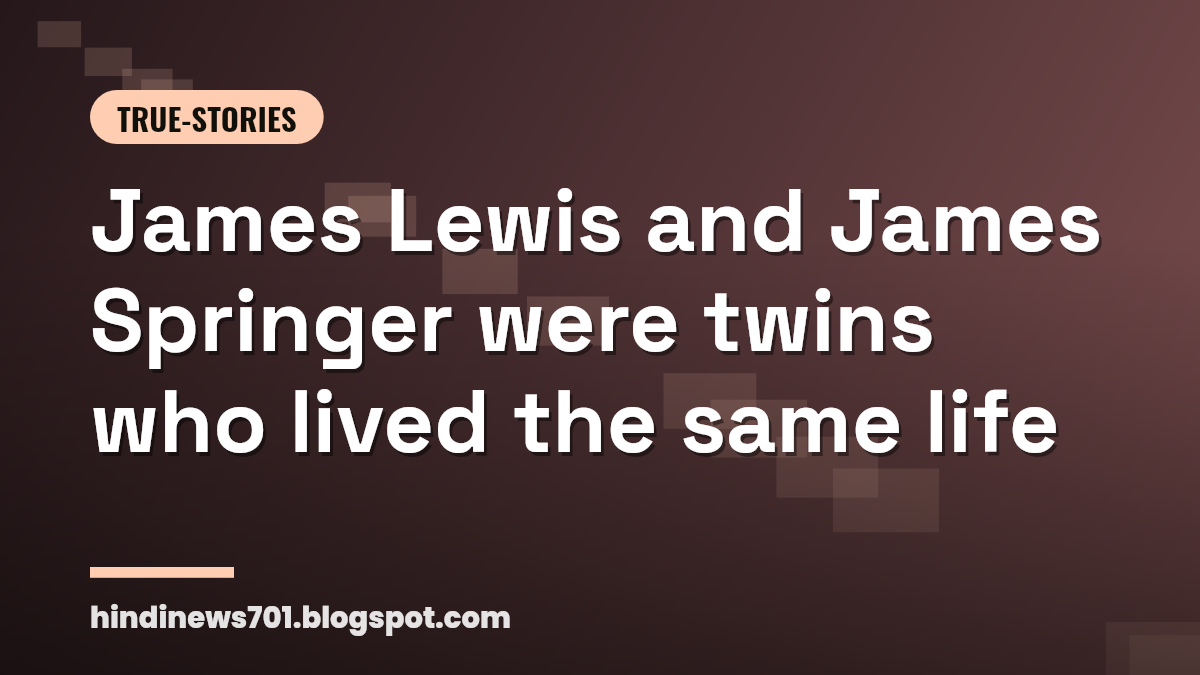 TRUE-STORIES
James Lewis and James
Springer were twins
who lived the same life
hindinews701.blogspot.com